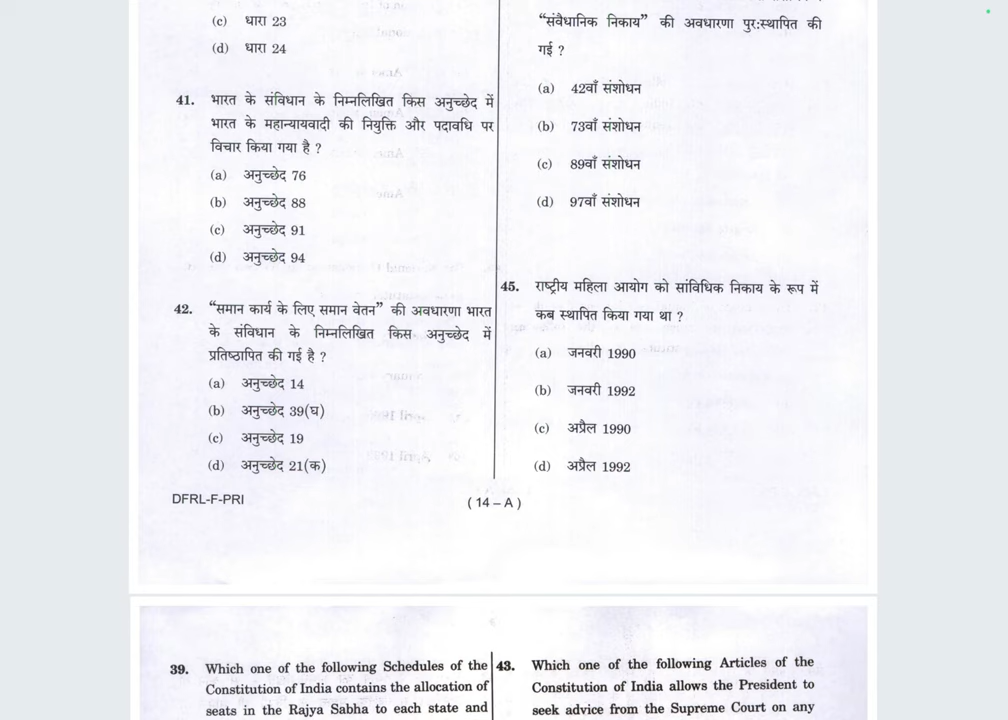 (c) धारा 23
(d) धारा 24
41. भारत के संविधान के निम्नलिखित किस अनुच्छेद में
भारत के महान्यायवादी की नियुक्ति और पदावधि पर
विचार किया गया है ?
(a) अनुच्छेद 76
(b) अनुच्छेद 88
(c) अनुच्छेद 91
(d) अनुच्छेद 94
42. “समान कार्य के लिए समान वेतन” की अवधारणा भारत
के संविधान के निम्नलिखित किस अनुच्छेद में
प्रतिष्ठापित की गई है ?
(a) अनुच्छेद 14
(b) अनुच्छेद 39(घ)
(c) अनुच्छेद 19
(d) अनुच्छेद 21(क)
“संवैधानिक निकाय” की अवधारणा पुर:स्थापित की
गई ?
(a) 42वाँ संशोधन
(b) 73वाँ संशोधन
(c) 89वाँ संशोधन
(d) 97वाँ संशोधन
45. राष्ट्रीय महिला आयोग को सांविधिक निकाय के रूप में
कब स्थापित किया गया था ?
(a) जनवरी 1990
(b) जनवरी 1992
(c) अप्रैल 1990
(d) अप्रैल 1992
DFRL-F-PRI
( 14 – A )
39. Which one of the following Schedules of the
Constitution of India contains the allocation of
seats in the Rajya Sabha to each state and
43. Which one of the following Articles of the
Constitution of India allows the President to
seek advice from the Supreme Court on any